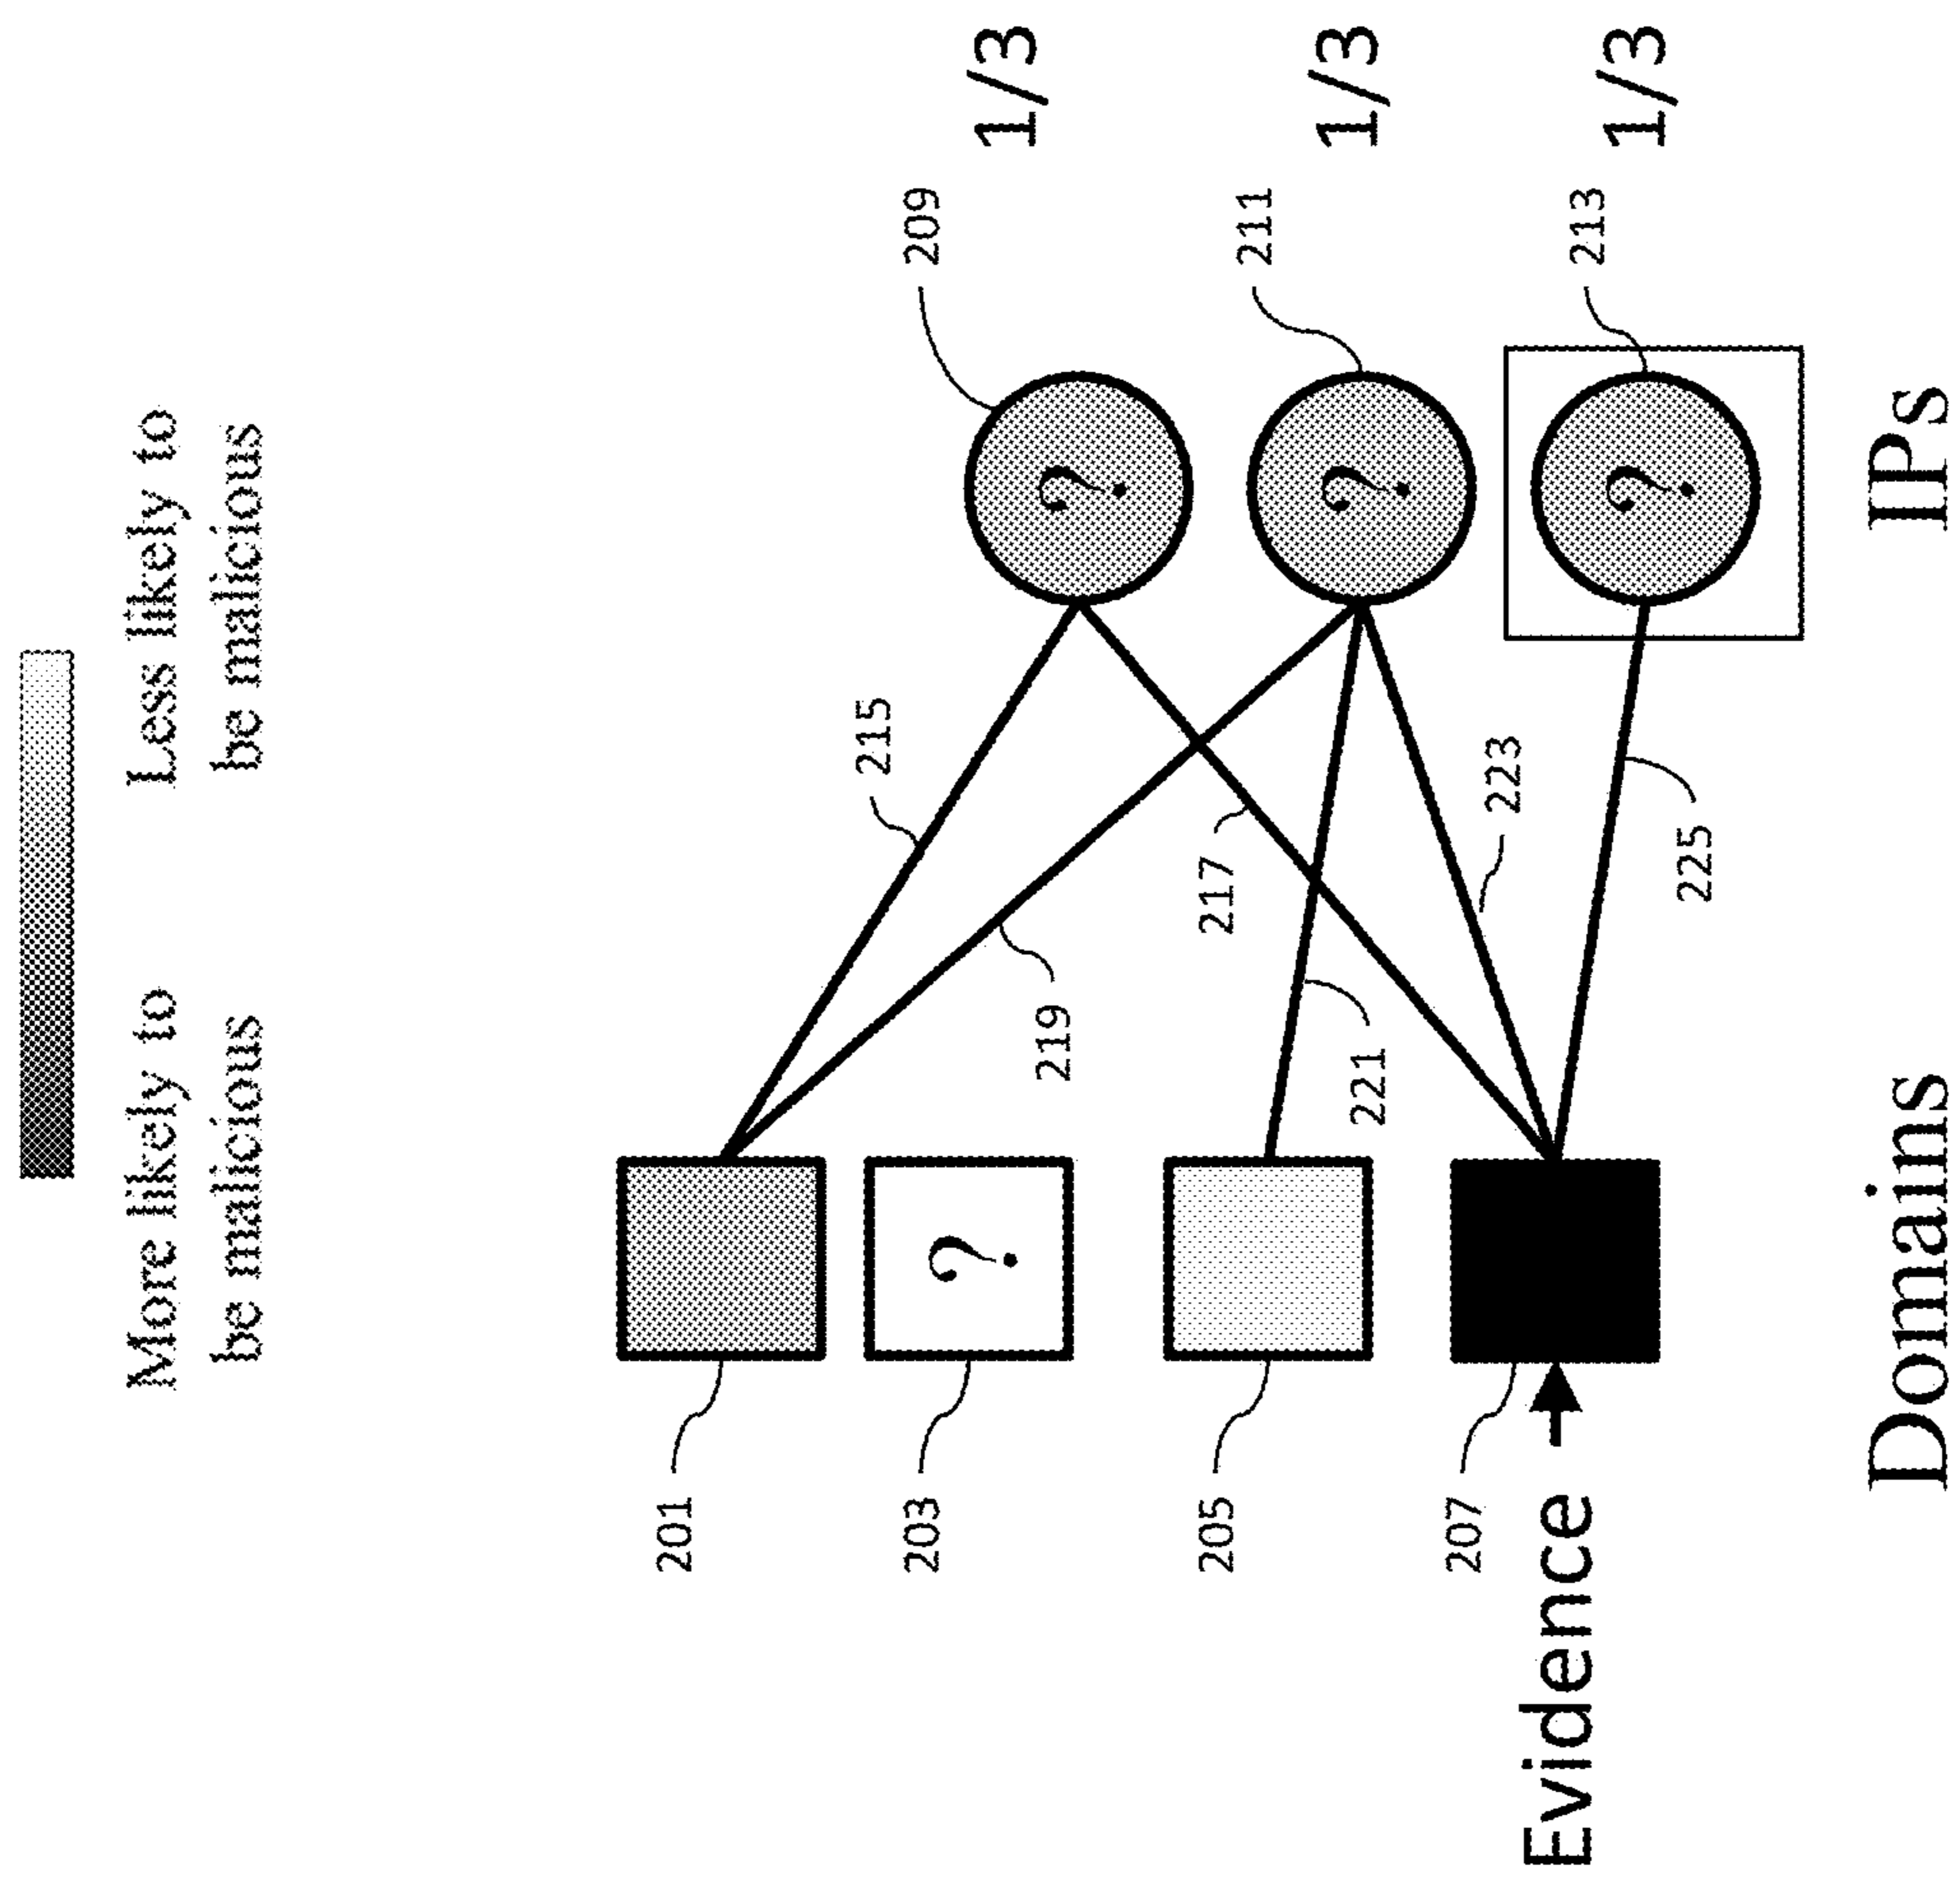 More likely to
be malicious
Less likely to
be malicious
201
203
?
205
207
Evidence
215
219
217
221
223
225
209
?
211
?
213
?
1/3
1/3
1/3
Domains
IPs